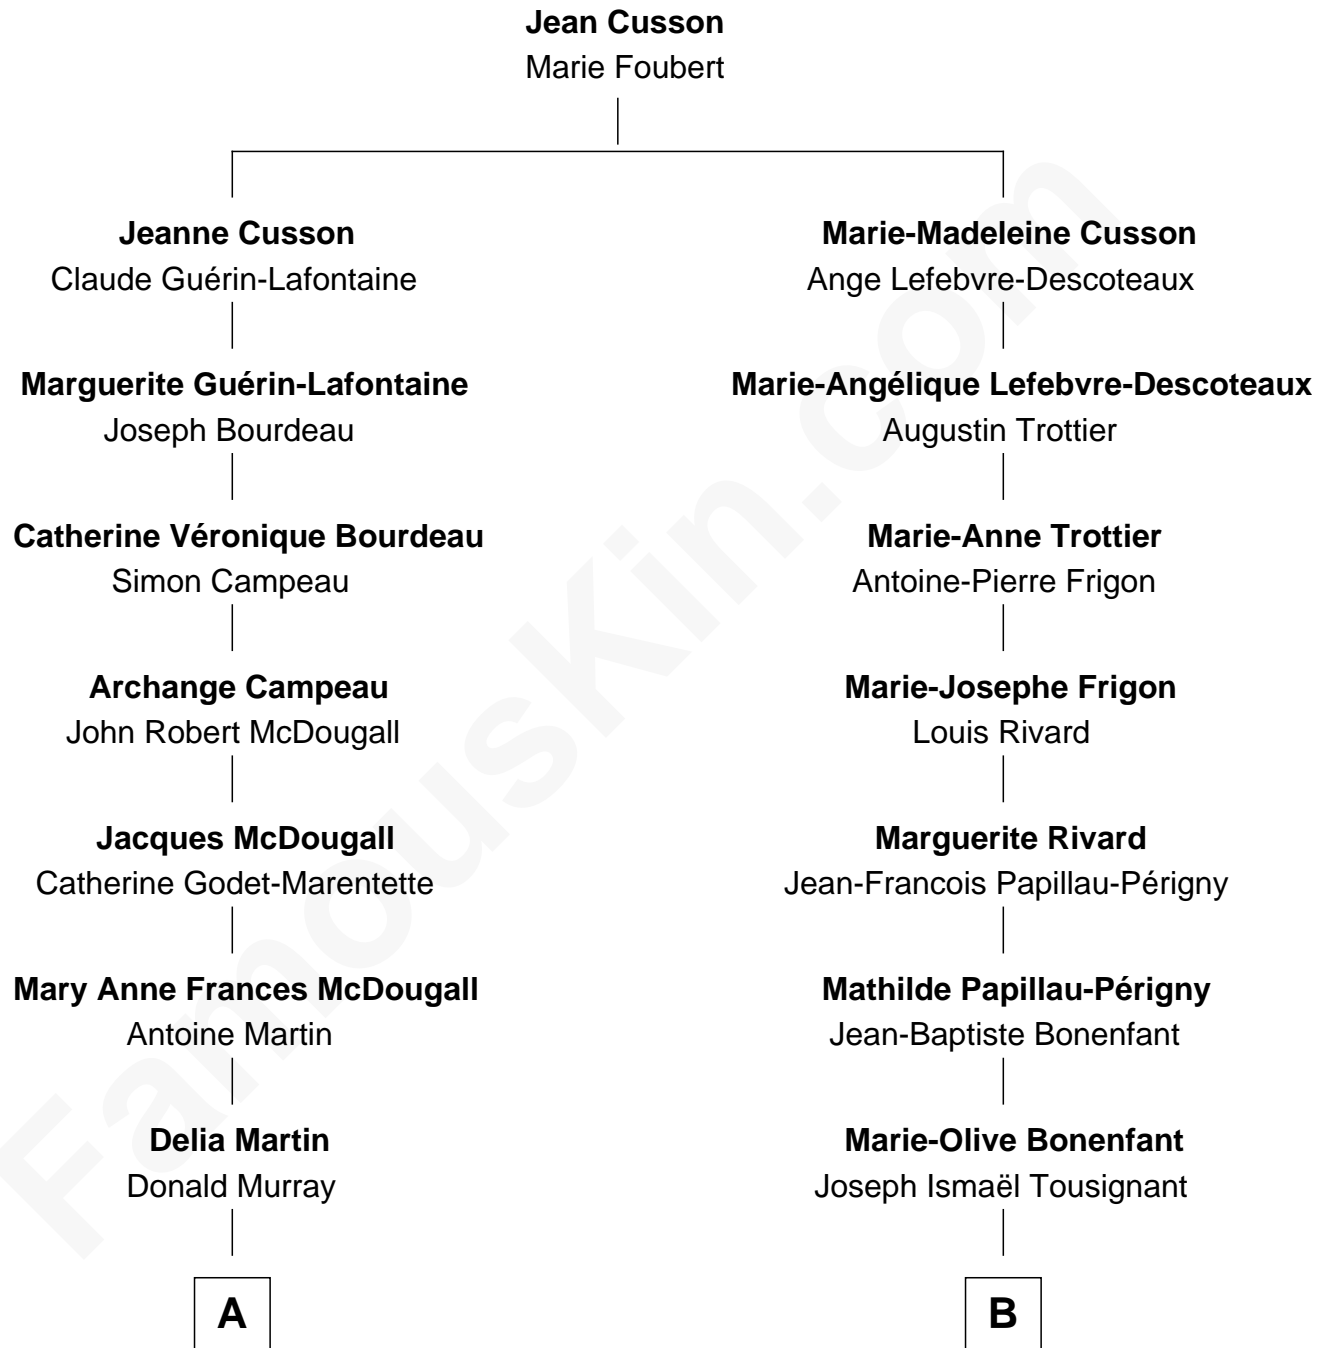 Jean Cusson
Marie Foubert
Jeanne Cusson
Claude Guérin-Lafontaine
Marie-Madeleine Cusson
Ange Lefebvre-Descoteaux
Marguerite Guérin-Lafontaine
Joseph Bourdeau
Marie-Angélique Lefebvre-Descoteaux
Augustin Trottier
Catherine Véronique Bourdeau
Simon Campeau
Marie-Anne Trottier
Antoine-Pierre Frigon
Archange Campeau
John Robert McDougall
Marie-Josephe Frigon
Louis Rivard
Jacques McDougall
Catherine Godet-Marentette
Marguerite Rivard
Jean-Francois Papillau-Périgny
Mary Anne Frances McDougall
Antoine Martin
Mathilde Papillau-Périgny
Jean-Baptiste Bonenfant
Delia Martin
Donald Murray
Marie-Olive Bonenfant
Joseph Ismaël Tousignant
A
B
FamousKin.com